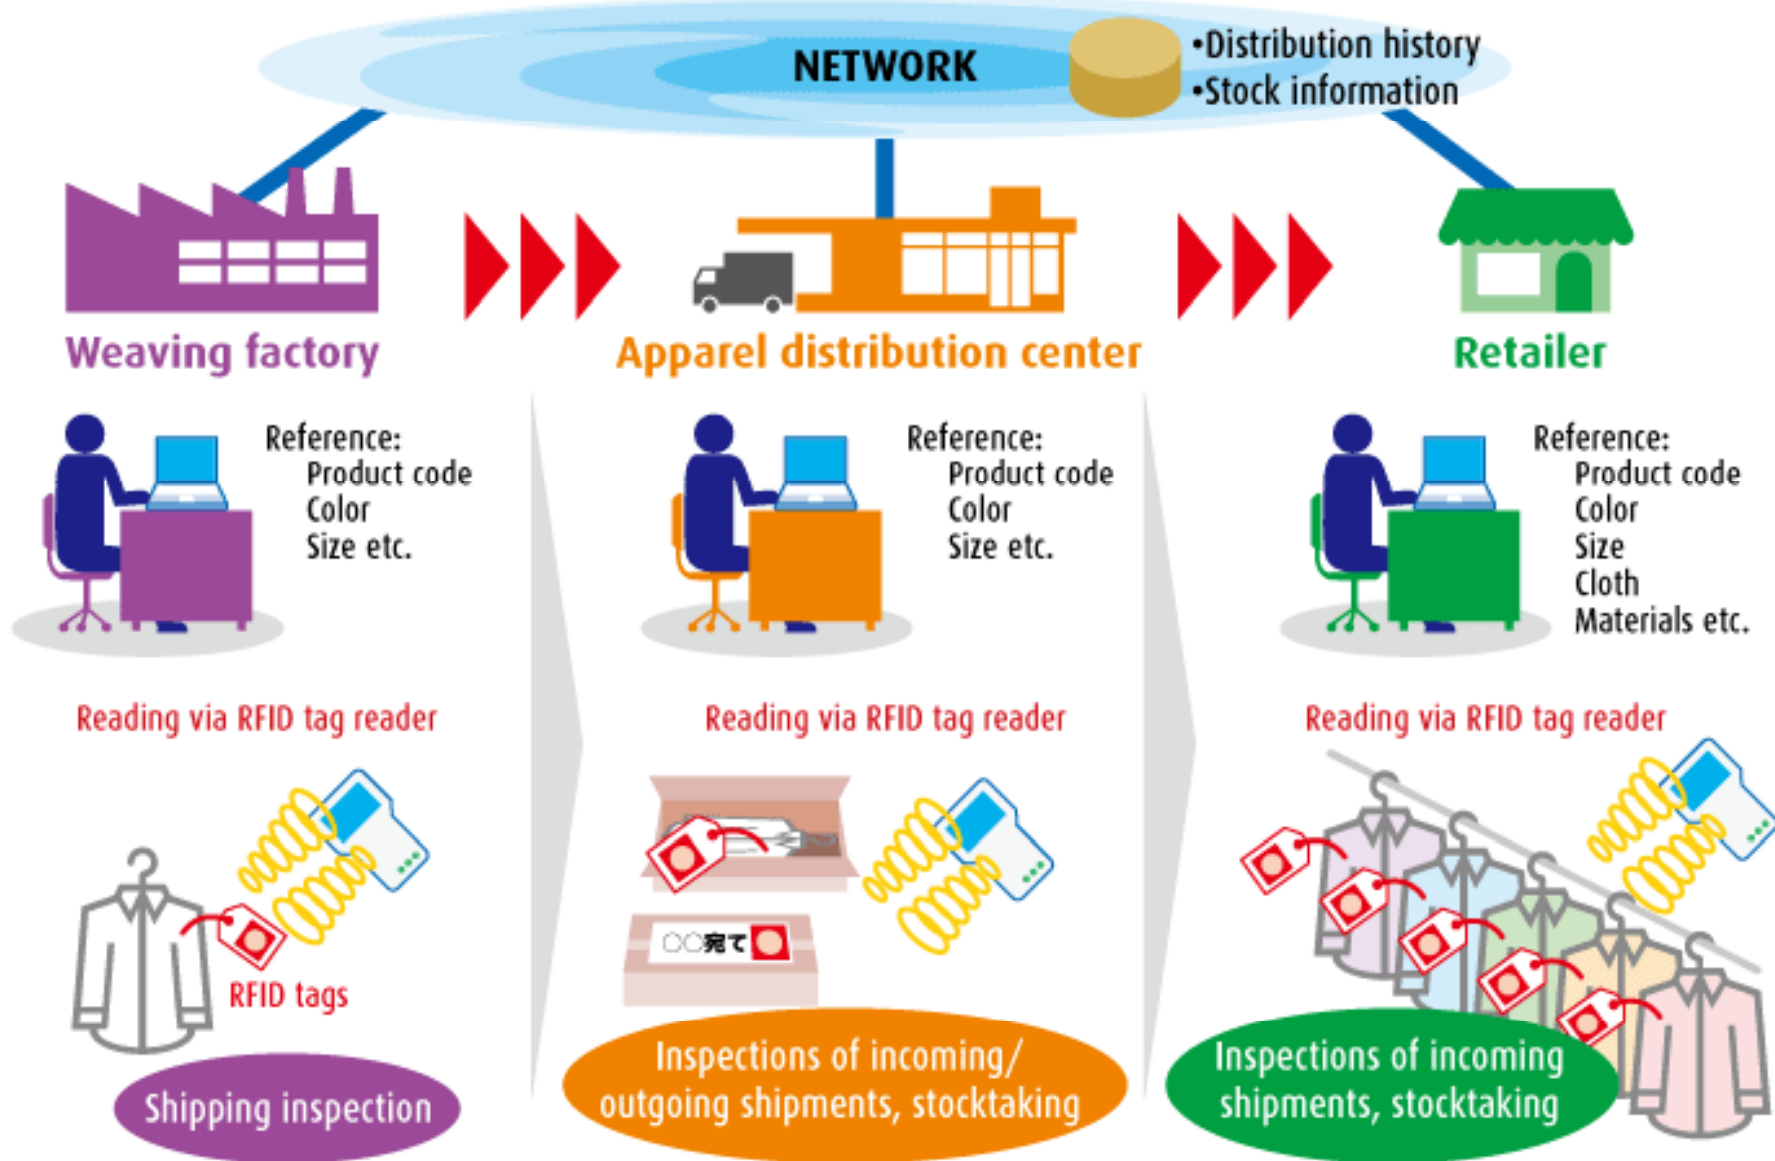 NETWORK
•Distribution history
•Stock information
Weaving factory
Apparel distribution center
Retailer
Reference:
Product code
Color
Size etc.
Reference:
Product code
Color
Size etc.
Reference:
Product code
Color
Size
Cloth
Materials etc.
Reading via RFID tag reader
Reading via RFID tag reader
Reading via RFID tag reader
RFID tags
○○宛て
Shipping inspection
Inspections of incoming/
outgoing shipments, stocktaking
Inspections of incoming
shipments, stocktaking